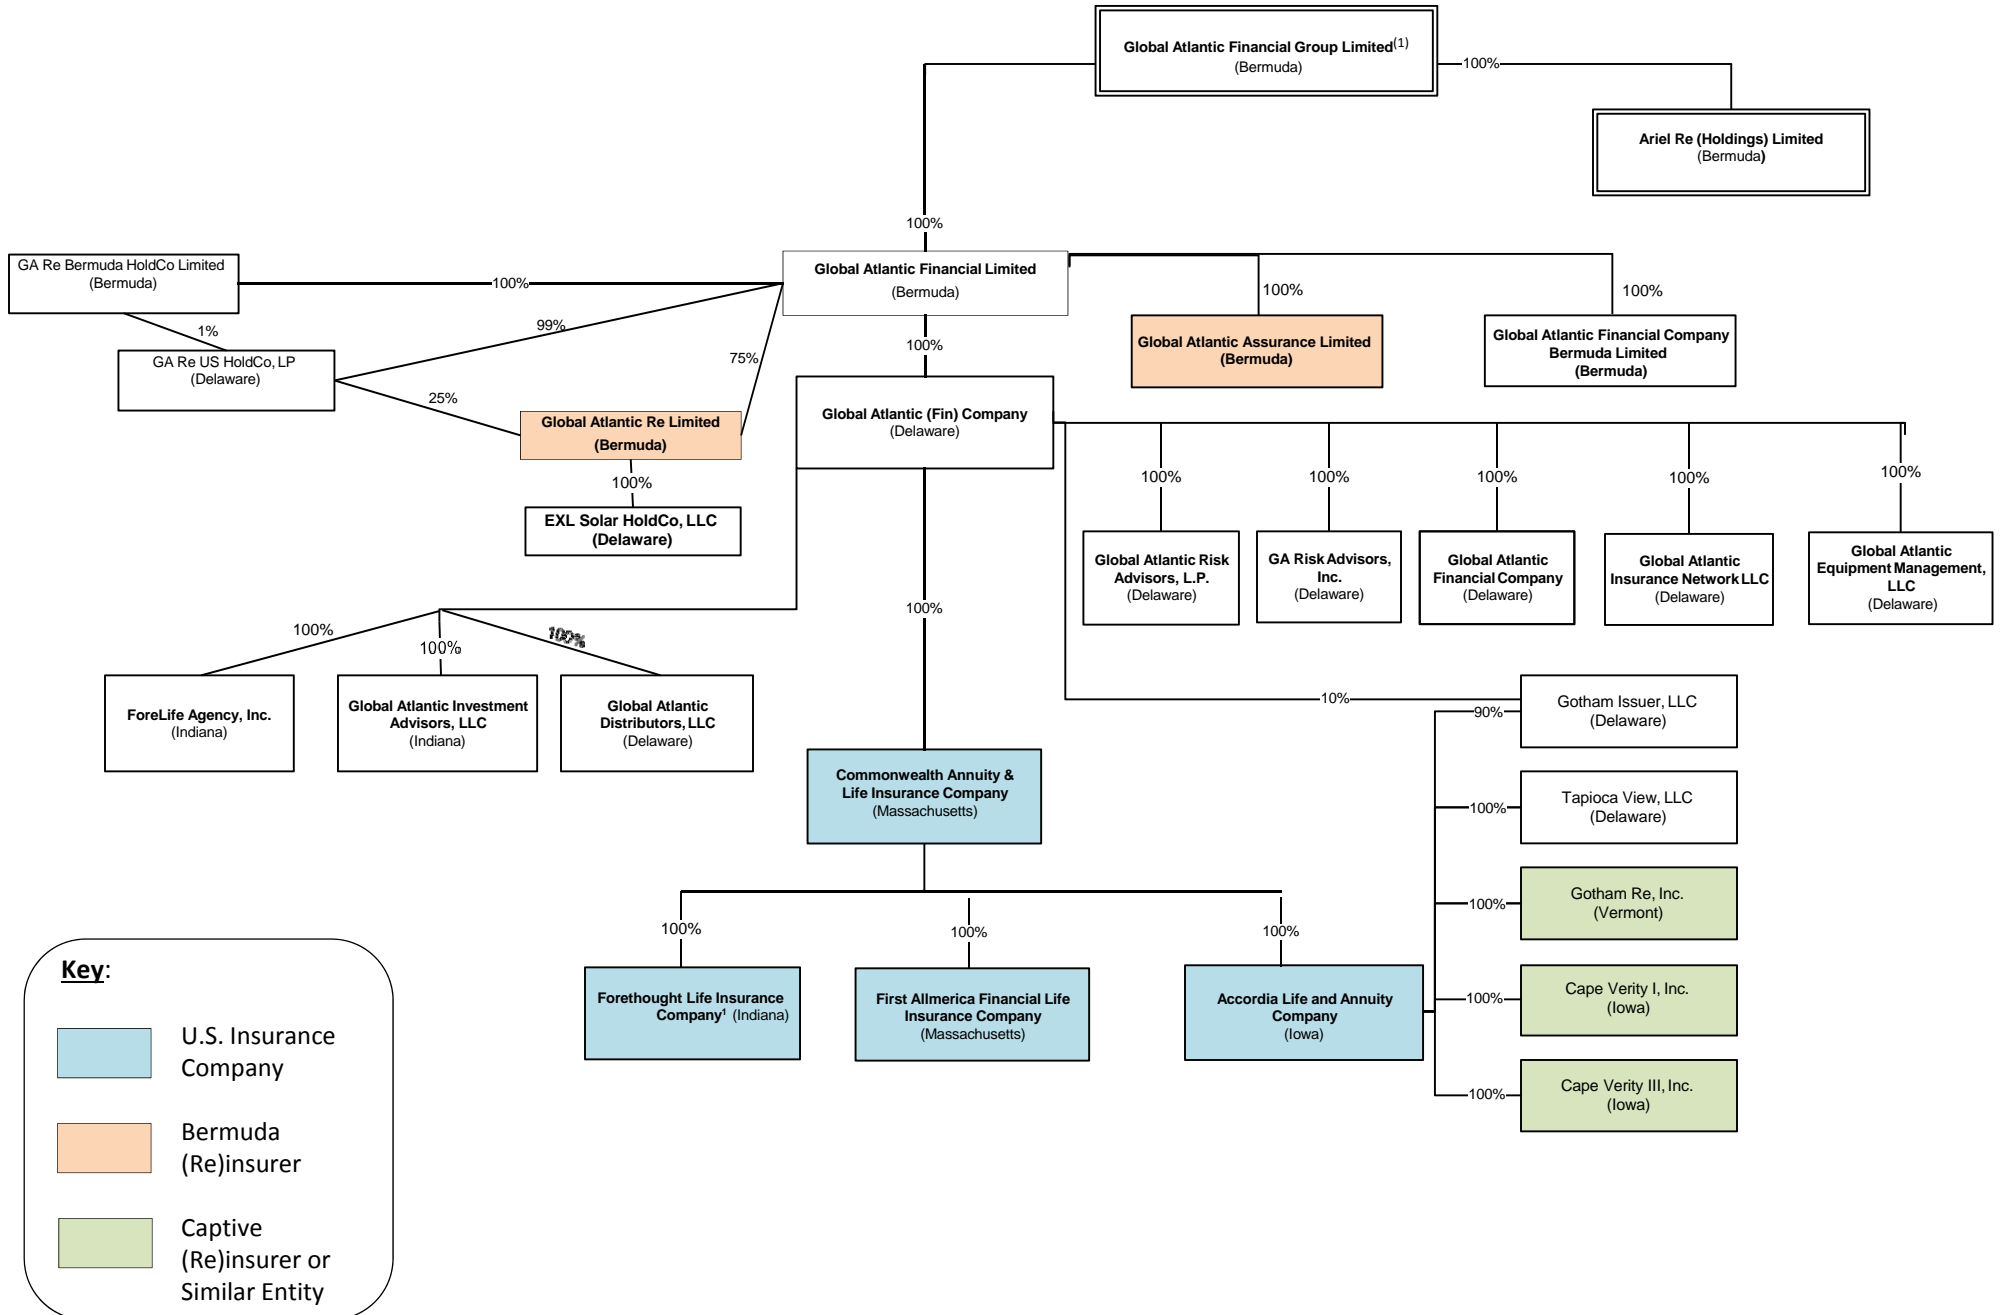 Global Atlantic Financial Group Limited(1)
(Bermuda)
100%
Ariel Re (Holdings) Limited
(Bermuda)
100%
GA Re Bermuda HoldCo Limited
(Bermuda)
100%
Global Atlantic Financial Limited
(Bermuda)
100%
100%
1%
99%
Global Atlantic Assurance Limited
(Bermuda)
Global Atlantic Financial Company
Bermuda Limited
(Bermuda)
GA Re US HoldCo, LP
(Delaware)
75%
100%
25%
Global Atlantic Re Limited
(Bermuda)
Global Atlantic (Fin) Company
(Delaware)
100%
100%
100%
100%
100%
100%
EXL Solar HoldCo, LLC
(Delaware)
Global Atlantic Risk
Advisors, L.P.
(Delaware)
GA Risk Advisors,
Inc.
(Delaware)
Global Atlantic
Financial Company
(Delaware)
Global Atlantic
Insurance Network LLC
(Delaware)
Global Atlantic
Equipment Management,
LLC
(Delaware)
100%
100%
100%
100%
ForeLife Agency, Inc.
(Indiana)
Global Atlantic Investment
Advisors, LLC
(Indiana)
Global Atlantic
Distributors, LLC
(Delaware)
10%
90%
Gotham Issuer, LLC
(Delaware)
Commonwealth Annuity &
Life Insurance Company
(Massachusetts)
100%
Tapioca View, LLC
(Delaware)
100%
Gotham Re, Inc.
(Vermont)
100%
100%
100%
Forethought Life Insurance
Company¹ (Indiana)
First Allmerica Financial Life
Insurance Company
(Massachusetts)
Accordia Life and Annuity
Company
(Iowa)
100%
Cape Verity I, Inc.
(Iowa)
100%
Cape Verity III, Inc.
(Iowa)
Key:
U.S. Insurance
Company
Bermuda
(Re)insurer
Captive
(Re)insurer or
Similar Entity